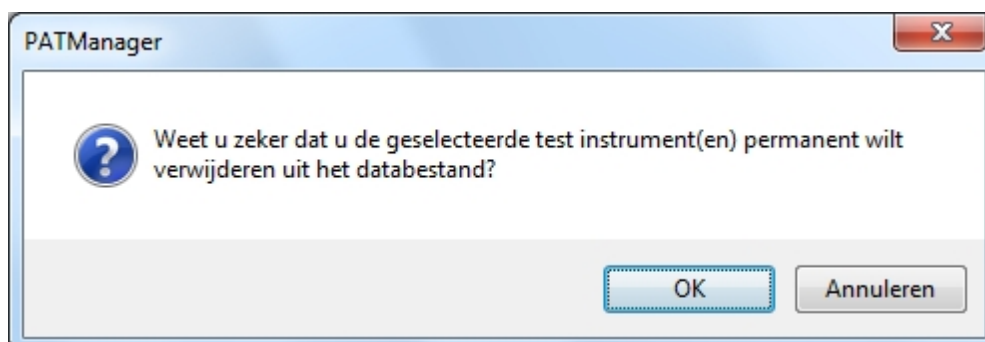 PATManager
Weet u zeker dat u de geselecteerde test instrument(en) permanent wilt
verwijderen uit het databestand?
OK
Annuleren